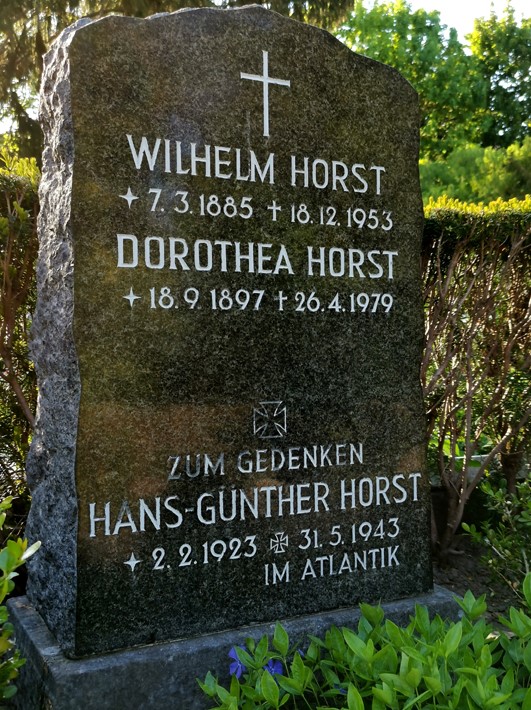 WILHELM HORST
7.3.1885 † 18.12.1953
DOROTHEA HORST
18.9.1897 † 26.4.1979
ZUM GEDENKEN
HANS-GÜNTHER HORST
2.2.1923 ✠ 31.5.1943
IM ATLANTIK